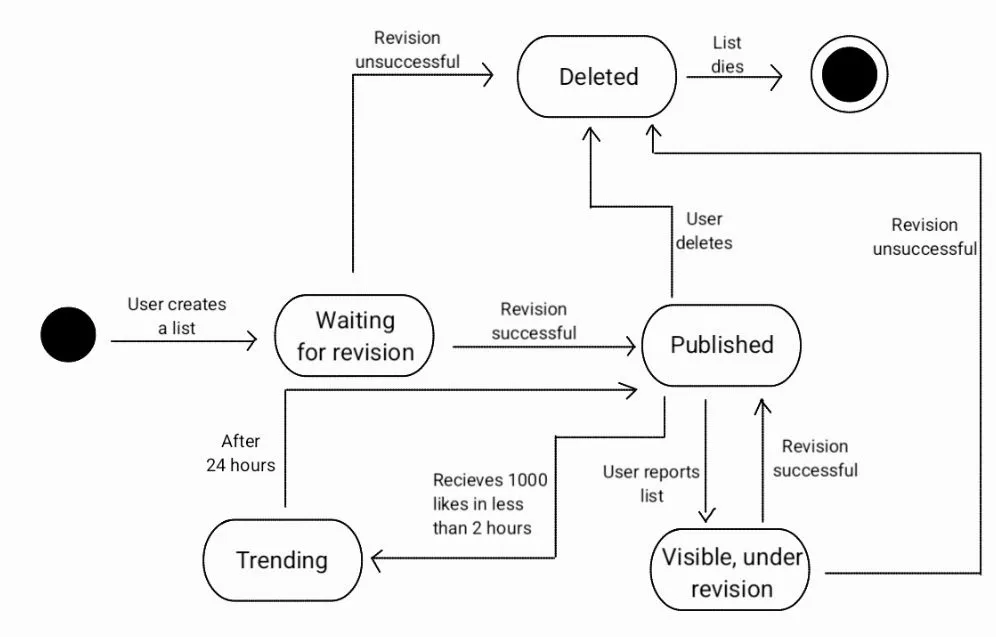 Revision
unsuccessful
Deleted
List
dies
User
deletes
Revision
unsuccessful
User creates
a list
Waiting
for revision
Revision
successful
Published
After
24 hours
Recieves 1000
likes in less
than 2 hours
User reports
list
Revision
successful
Trending
Visible, under
revision